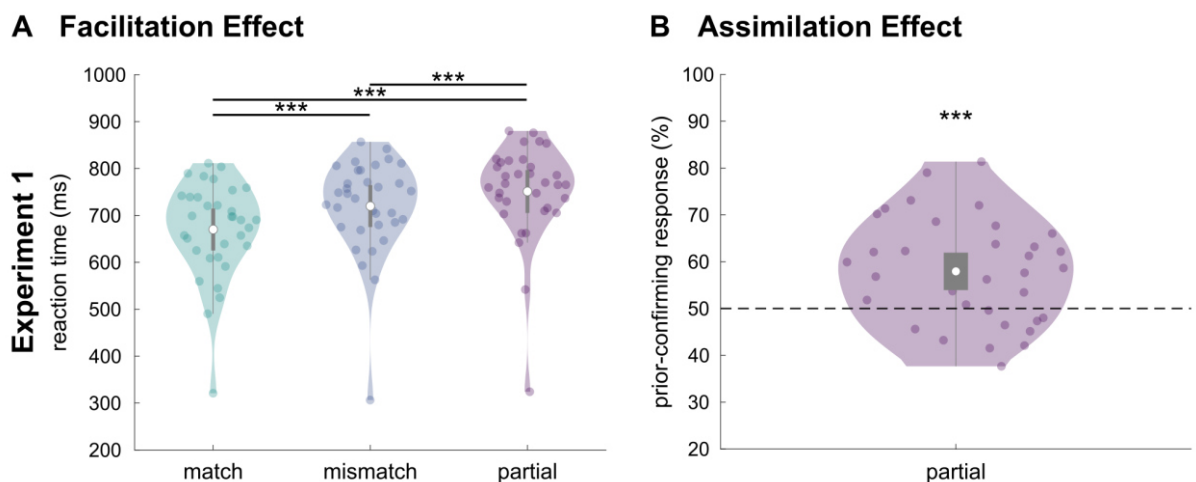 A Facilitation Effect
Experiment 1
reaction time (ms)
1000
900
800
700
600
500
400
300
200
***
***
***
match
mismatch
partial
B Assimilation Effect
prior-confirming response (%)
100
90
80
70
60
50
40
30
20
***
partial